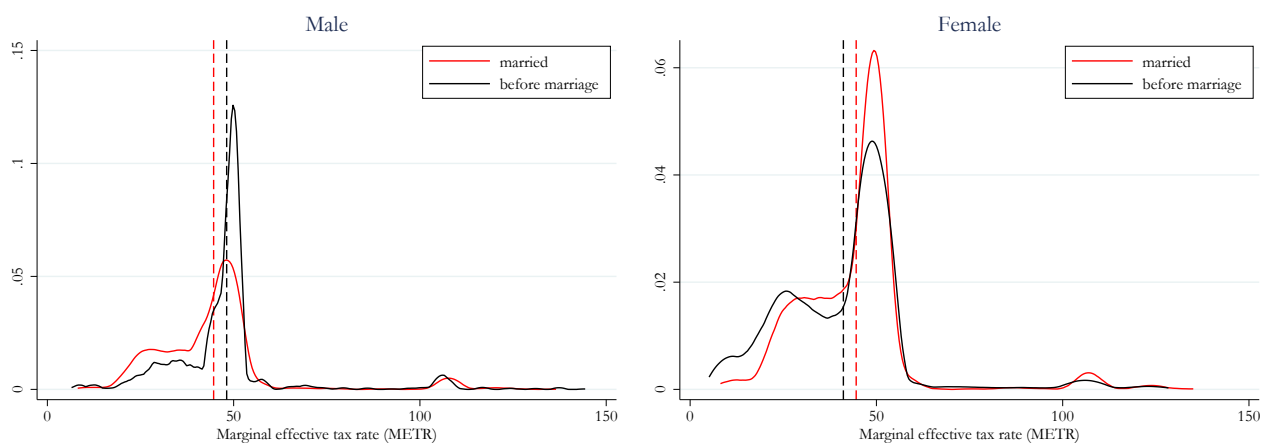 Male
.15
.1
.05
0
0
50
100
150
Marginal effective tax rate (METR)
married
before marriage
Female
.06
.04
.02
0
0
50
100
150
Marginal effective tax rate (METR)
married
before marriage